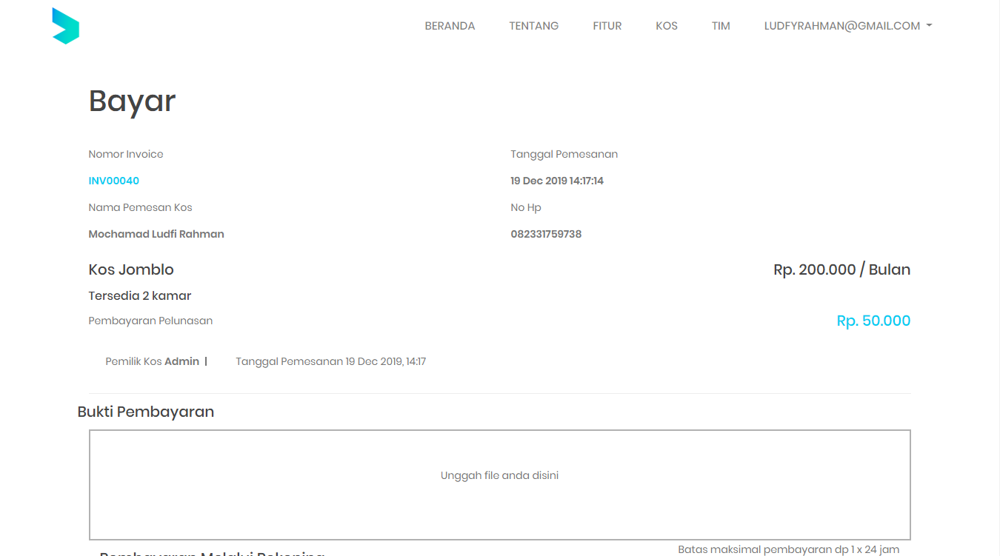 BERANDA TENTANG FITUR KOS TIM LUDFYRAHMAN@GMAIL.COM
Bayar
Nomor Invoice Tanggal Pemesanan
INV00040 19 Dec 2019 14:17:14
Nama Pemesan Kos No Hp
Mochamad Ludfi Rahman 082331759738
Kos Jomblo Rp. 200.000 / Bulan
Tersedia 2 kamar
Pembayaran Pelunasan Rp. 50.000
Pemilik Kos Admin | Tanggal Pemesanan 19 Dec 2019, 14:17
Bukti Pembayaran
Unggah file anda disini
Batas maksimal pembayaran dp 1 x 24 jam
Pembayaran Melalui Rekening